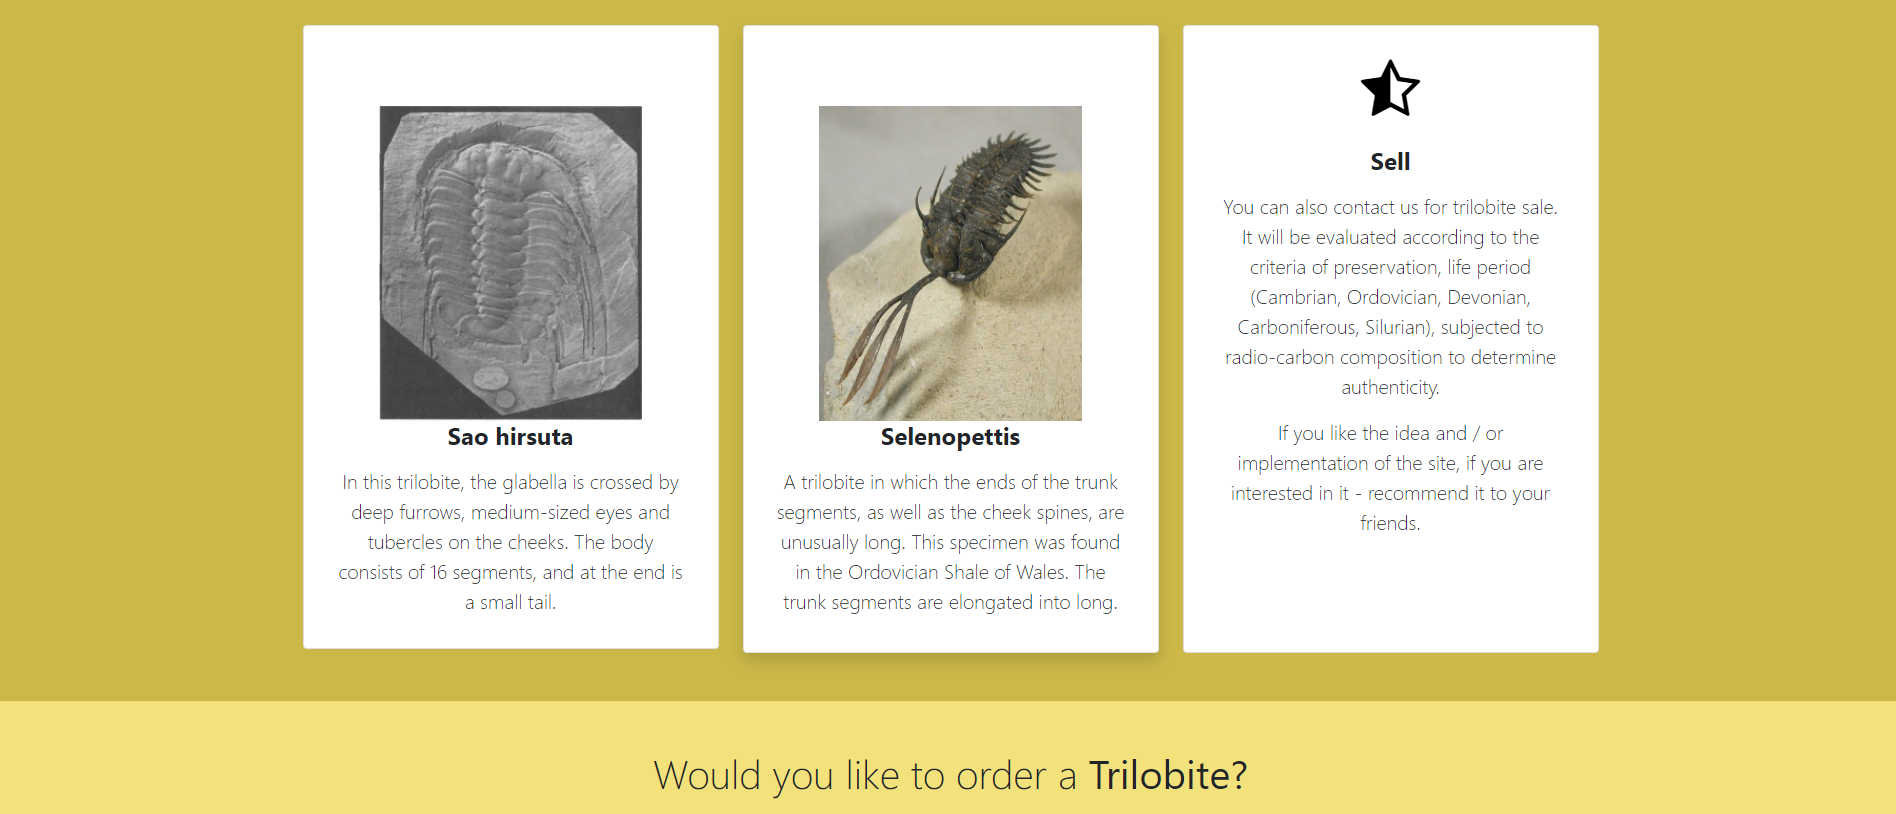 Sao hirsuta
In this trilobite, the glabella is crossed by
deep furrows, medium-sized eyes and
tubercles on the cheeks. The body
consists of 16 segments, and at the end is
a small tail.
Selenopettis
A trilobite in which the ends of the trunk
segments, as well as the cheek spines, are
unusually long. This specimen was found
in the Ordovician Shale of Wales. The
trunk segments are elongated into long.
Sell
You can also contact us for trilobite sale.
It will be evaluated according to the
criteria of preservation, life period
(Cambrian, Ordovician, Devonian,
Carboniferous, Silurian), subjected to
radio-carbon composition to determine
authenticity.
If you like the idea and / or
implementation of the site, if you are
interested in it - recommend it to your
friends.
Would you like to order a Trilobite?